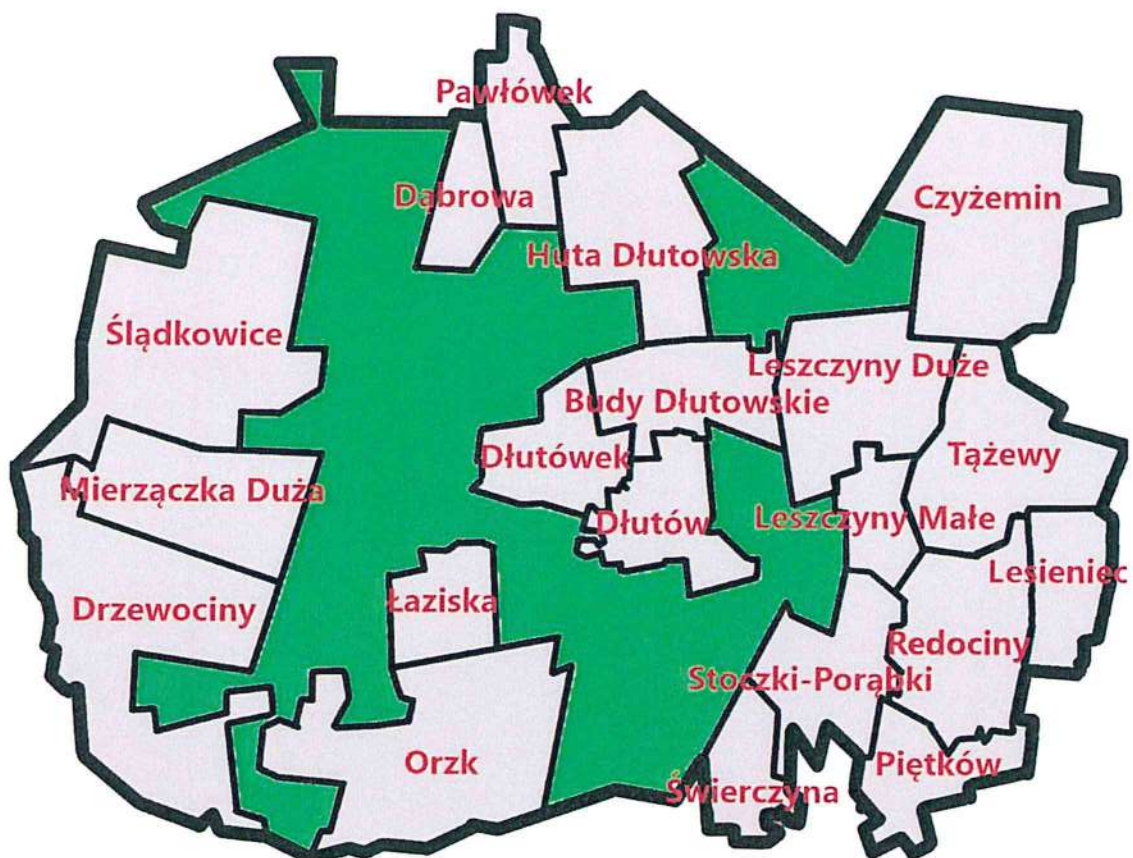 Pawłówek
Dąbrowa
Czyżemin
Huta Dłutowska
Ślądkowice
Leszczyny Duże
Budy Dłutowskie
Dłutówek
Tążewy
Mierzączka Duża
Dłutów
Leszczyny Małe
Lesieniec
Drzewociny
Łaziska
Redociny
Stoczki-Porąbki
Orzk
Piętków
Świerczyna